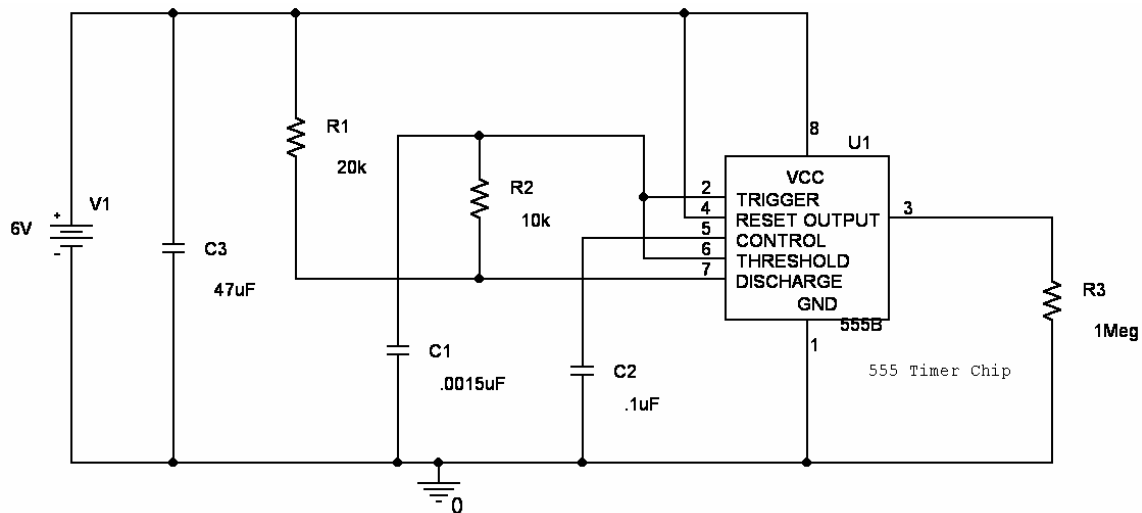 8
U1
R1
20k
R2
10k
VCC
2 TRIGGER
4 RESET OUTPUT 3
5 CONTROL
6 THRESHOLD
7 DISCHARGE
GND
555B
1
+
V1
6V
-
C3
47uF
R3
1Meg
C1
.0015uF
C2
.1uF
555 Timer Chip
0